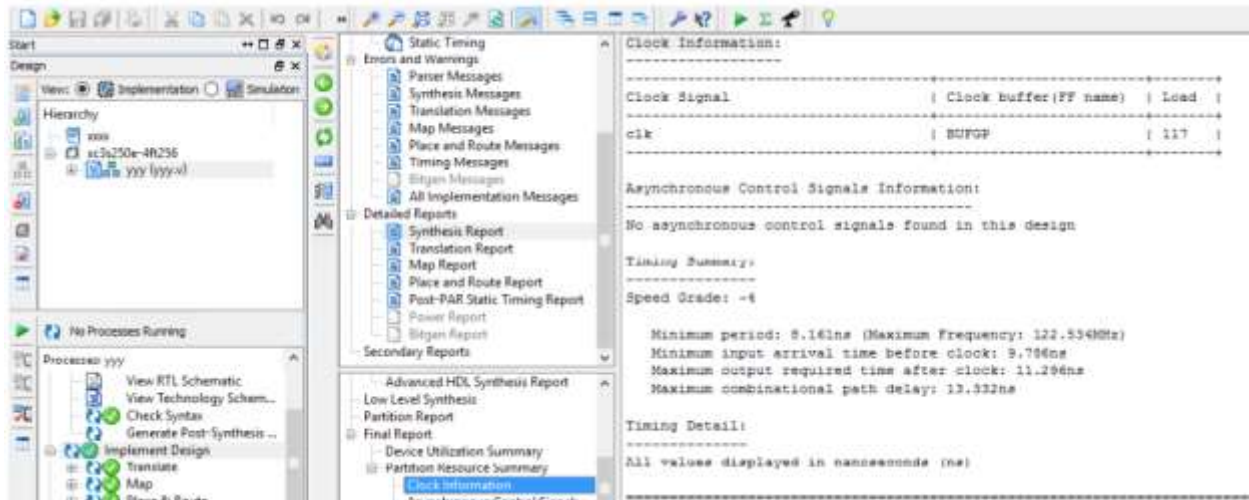 Start
Design
View: Implementation Simulation
Hierarchy
xxxx
xc3s250e-4ft256
yyy (yyy.v)
No Processes Running
Processes: yyy
View RTL Schematic
View Technology Schem...
Check Syntax
Generate Post-Synthesis ...
Implement Design
Translate
Map
Place & Route
Static Timing
Errors and Warnings
Parser Messages
Synthesis Messages
Translation Messages
Map Messages
Place and Route Messages
Timing Messages
Bitgen Messages
All Implementation Messages
Detailed Reports
Synthesis Report
Translation Report
Map Report
Place and Route Report
Post-PAR Static Timing Report
Power Report
Bitgen Report
Secondary Reports
Advanced HDL Synthesis Report
Low Level Synthesis
Partition Report
Final Report
Device Utilization Summary
Partition Resource Summary
Clock Information
Asynchronous Control Signals
Clock Information:
Clock Signal | Clock buffer(FF name) | Load |
clk | BUFGP | 117 |
Asynchronous Control Signals Information:
No asynchronous control signals found in this design
Timing Summary:
Speed Grade: -4
Minimum period: 8.161ns (Maximum Frequency: 122.534MHz)
Minimum input arrival time before clock: 9.786ns
Maximum output required time after clock: 11.296ns
Maximum combinational path delay: 13.332ns
Timing Detail:
All values displayed in nanoseconds (ns)